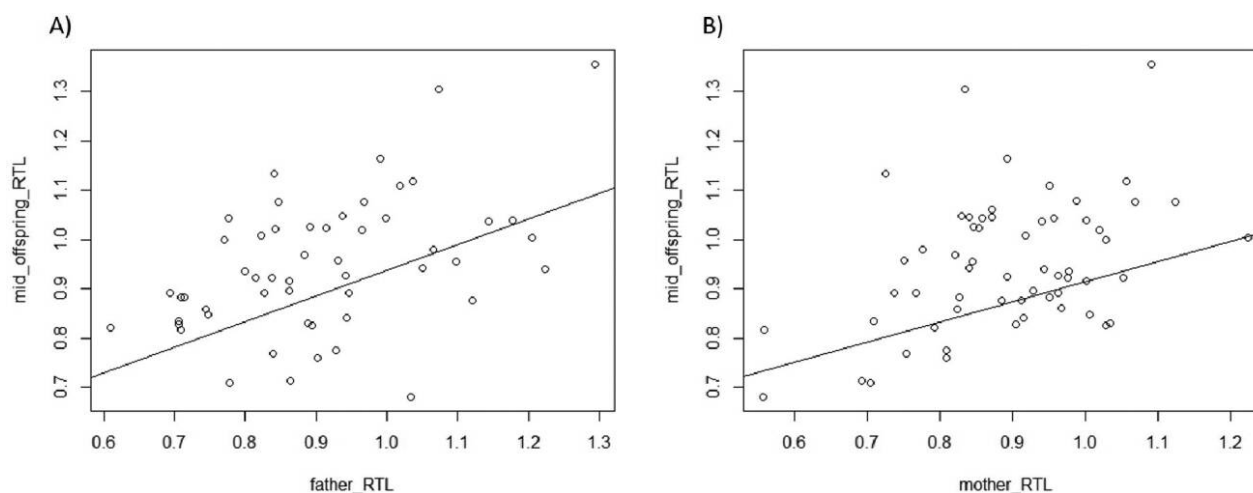 A)
mid_offspring_RTL
1.3
1.2
1.1
1.0
0.9
0.8
0.7
0.6 0.7 0.8 0.9 1.0 1.1 1.2 1.3
father_RTL
B)
mid_offspring_RTL
1.3
1.2
1.1
1.0
0.9
0.8
0.7
0.6 0.7 0.8 0.9 1.0 1.1 1.2
mother_RTL